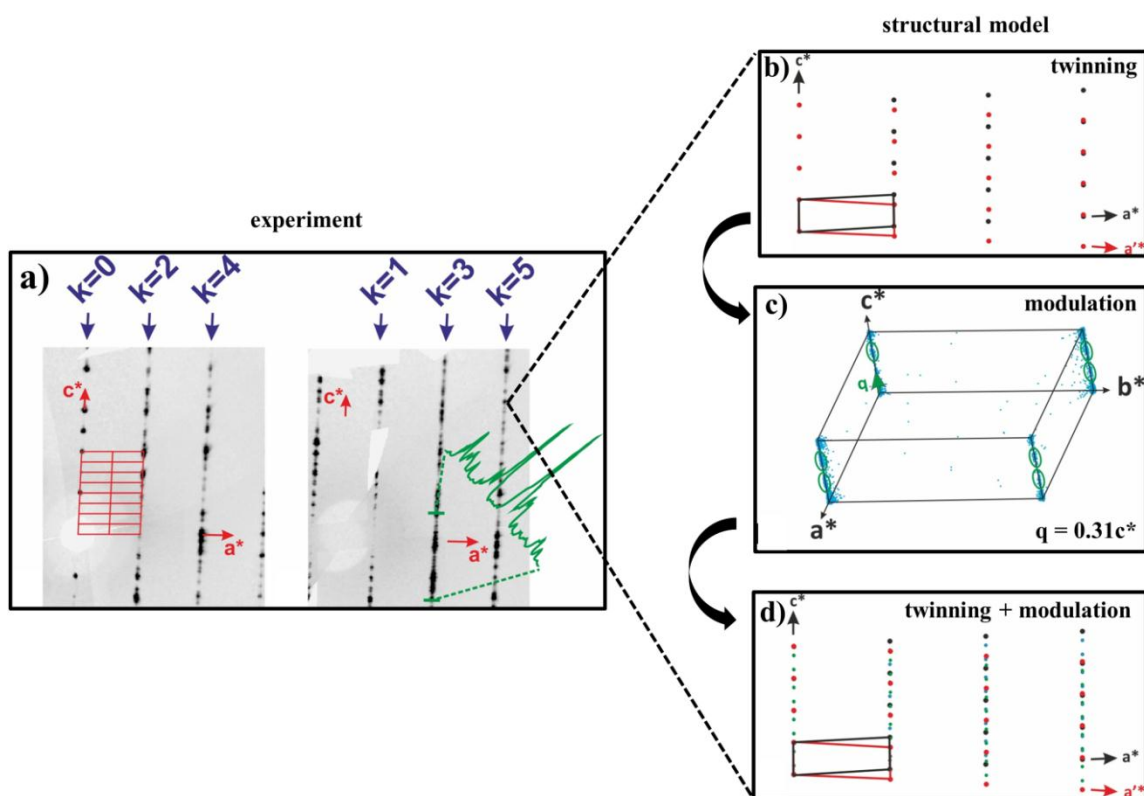 structural model
experiment
a)
k=0
k=2
k=4
k=1
k=3
k=5
c*
a*
c*
a*
b)
twinning
c*
a*
a'*
c)
modulation
c*
q
b*
a*
q = 0.31c*
d)
twinning + modulation
c*
a*
a'*